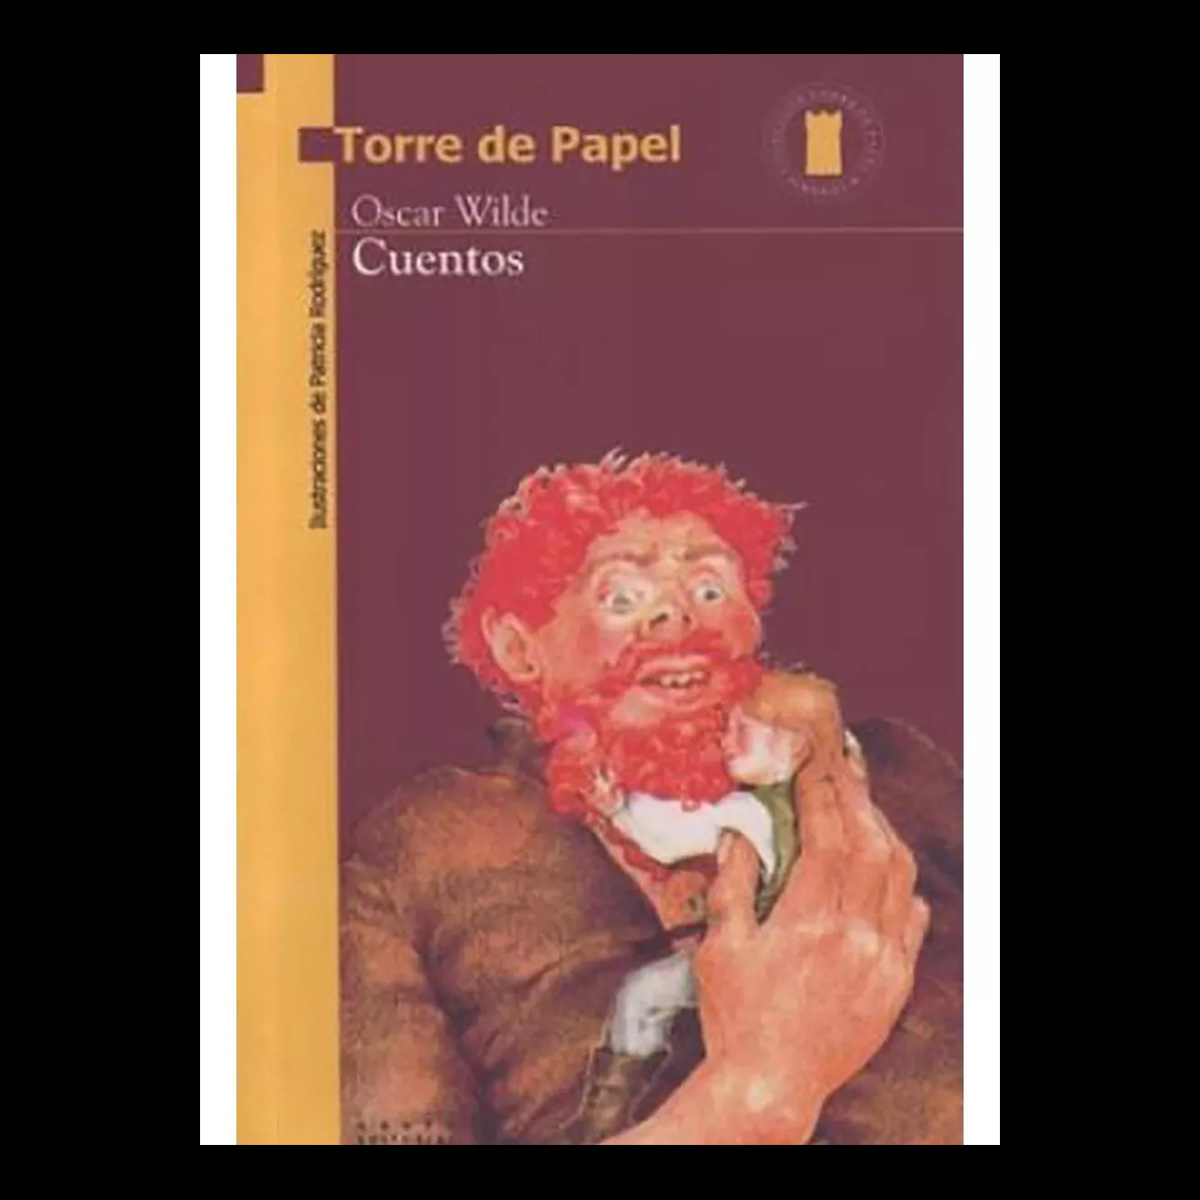 Torre de Papel
Oscar Wilde
Cuentos
Ilustraciones de Patricia Rodríguez